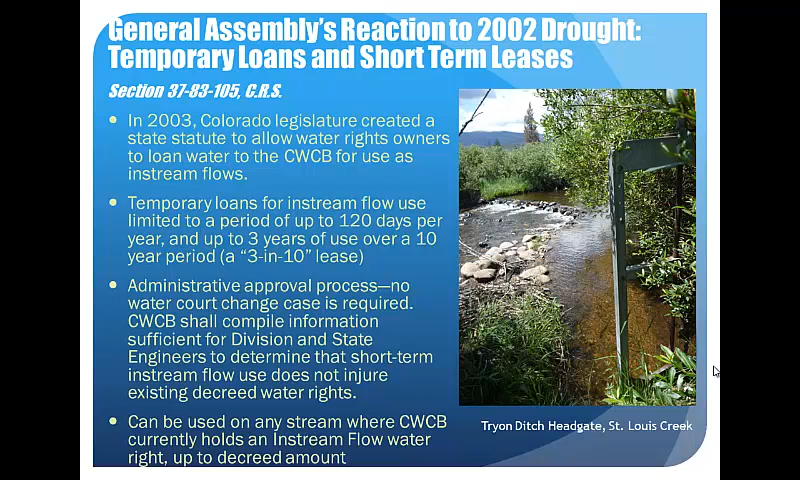 General Assembly's Reaction to 2002 Drought:
Temporary Loans and Short Term Leases
Section 37-83-105, C.R.S.
• In 2003, Colorado legislature created a
state statute to allow water rights owners
to loan water to the CWCB for use as
instream flows.
• Temporary loans for instream flow use
limited to a period of up to 120 days per
year, and up to 3 years of use over a 10
year period (a “3-in-10” lease)
• Administrative approval process—no
water court change case is required.
CWCB shall compile information
sufficient for Division and State
Engineers to determine that short-term
instream flow use does not injure
existing decreed water rights.
• Can be used on any stream where CWCB
currently holds an Instream Flow water
right, up to decreed amount
Tryon Ditch Headgate, St. Louis Creek